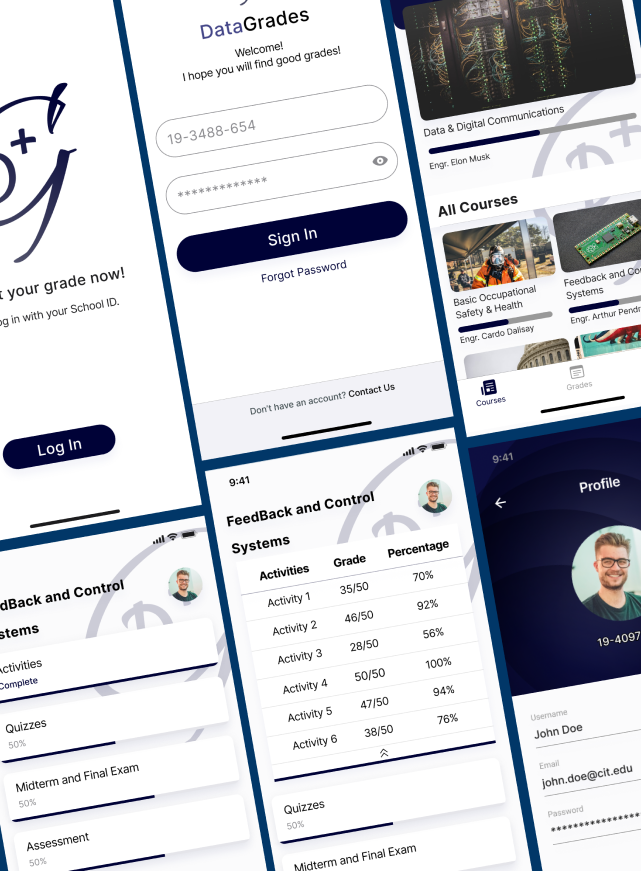 t your grade now!
og in with your School ID.
Log In
DataGrades
Welcome!
I hope you will find good grades!
19-3488-654
*************
Sign In
Forgot Password
Don't have an account? Contact Us
Data & Digital Communications
Engr. Elon Musk
All Courses
Basic Occupational
Safety & Health
Engr. Cardo Dalisay
Feedback and Co
Systems
Engr. Arthur Pendr
Courses
Grades
dBack and Control
stems
Activities
Complete
Quizzes
50%
Midterm and Final Exam
50%
Assessment
50%
9:41
FeedBack and Control
Systems
Activities Grade Percentage
Activity 1 35/50 70%
Activity 2 46/50 92%
Activity 3 28/50 56%
Activity 4 50/50 100%
Activity 5 47/50 94%
Activity 6 38/50 76%
Quizzes
50%
Midterm and Final Exam
9:41
Profile
19-4097
Username
John Doe
Email
john.doe@cit.edu
Password
****************